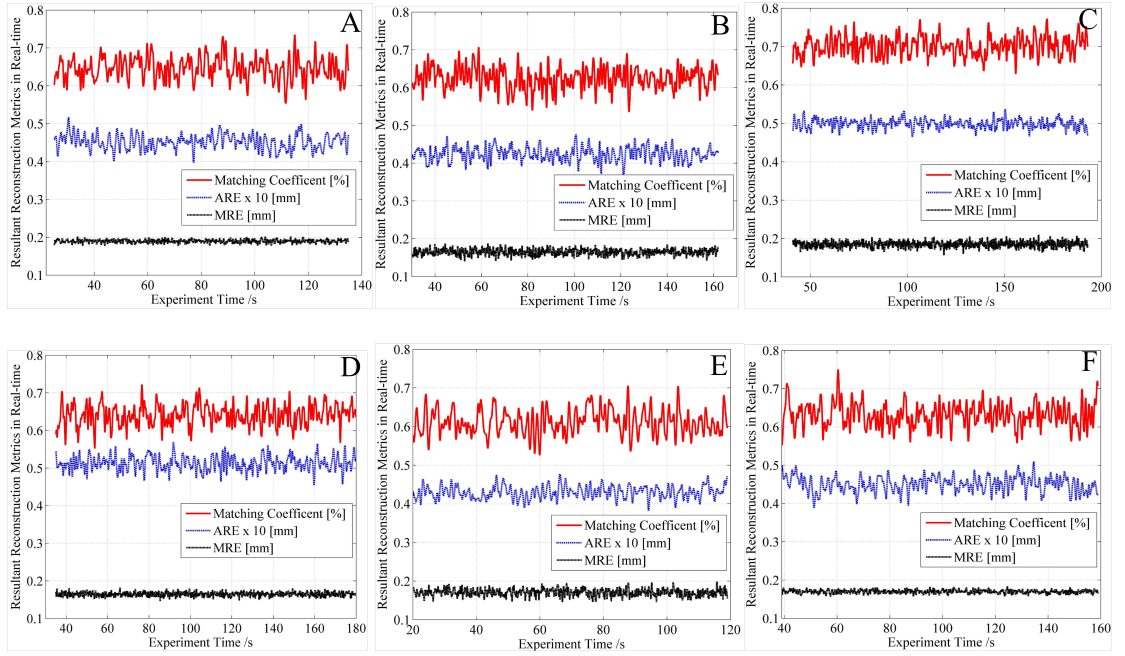 A
Resultant Reconstruction Metrics in Real-time
0.8
0.7
0.6
0.5
0.4
0.3
0.2
0.1
Matching Coefficent [%]
ARE x 10 [mm]
MRE [mm]
40 60 80 100 120 140
Experiment Time /s
B
Resultant Reconstruction Metrics in Real-time
0.8
0.7
0.6
0.5
0.4
0.3
0.2
0.1
Matching Coefficent [%]
ARE x 10 [mm]
MRE [mm]
40 60 80 100 120 140 160
Experiment Time /s
C
Resultant Reconstruction Metrics in Real-time
0.8
0.7
0.6
0.5
0.4
0.3
0.2
0.1
Matching Coefficent [%]
ARE x 10 [mm]
MRE [mm]
50 100 150 200
Experiment Time /s
D
Resultant Reconstruction Metrics in Real-time
0.8
0.7
0.6
0.5
0.4
0.3
0.2
0.1
Matching Coefficent [%]
ARE x 10 [mm]
MRE [mm]
40 60 80 100 120 140 160 180
Experiment Time /s
E
Resultant Reconstruction Metrics in Real-time
0.8
0.7
0.6
0.5
0.4
0.3
0.2
0.1
Matching Coefficent [%]
ARE x 10 [mm]
MRE [mm]
20 40 60 80 100 120
Experiment Time /s
F
Resultant Reconstruction Metrics in Real-time
0.8
0.7
0.6
0.5
0.4
0.3
0.2
0.1
Matching Coefficent [%]
ARE x 10 [mm]
MRE [mm]
40 60 80 100 120 140 160
Experiment Time /s